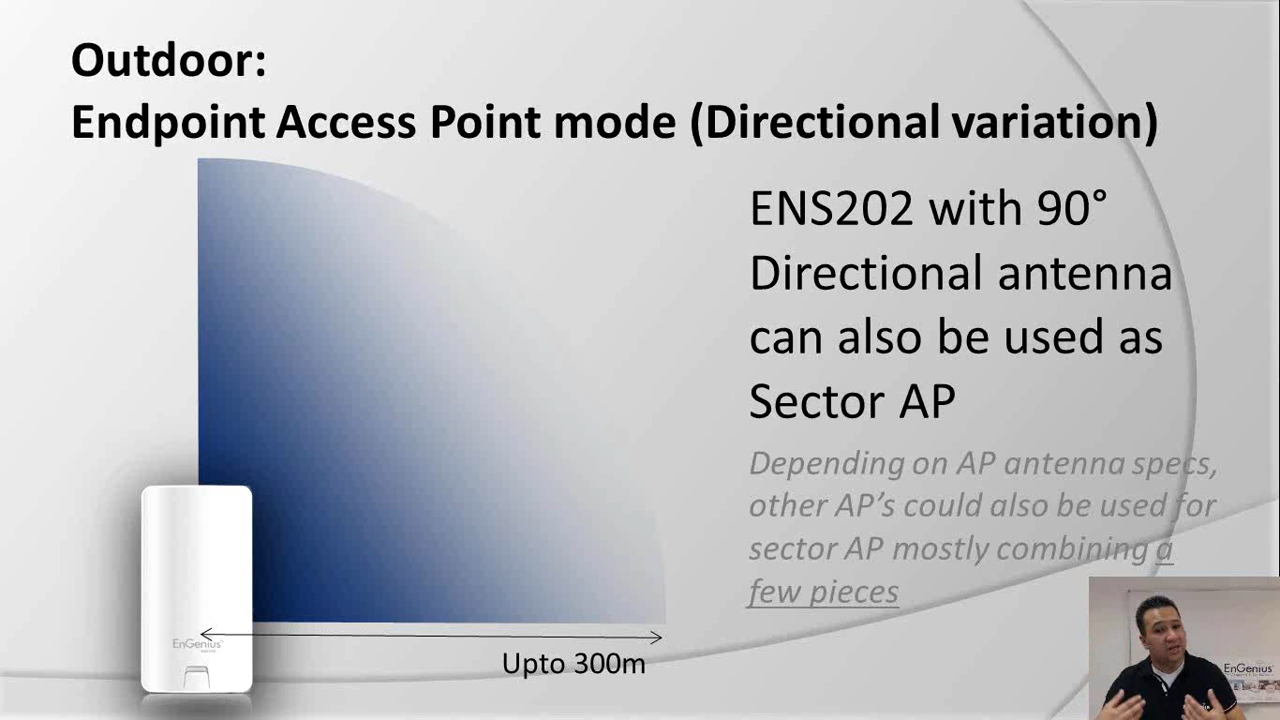 Outdoor:
Endpoint Access Point mode (Directional variation)
ENS202 with 90°
Directional antenna
can also be used as
Sector AP
Depending on AP antenna specs,
other AP’s could also be used for
sector AP mostly combining a
few pieces
EnGenius
Upto 300m
EnGenius